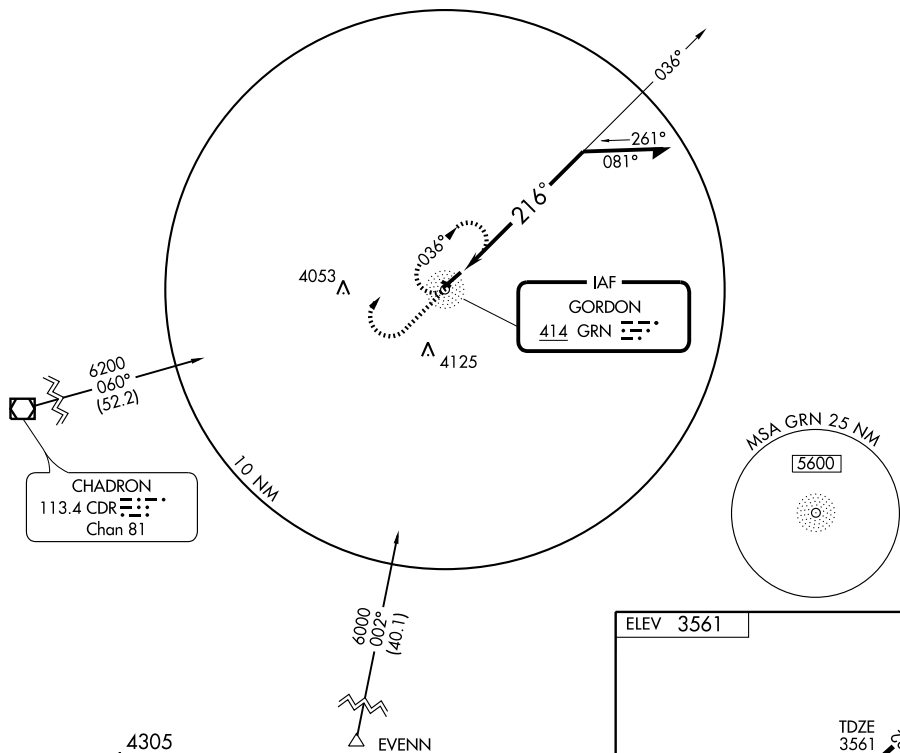 036°
261°
081°
216°
036°
4053
IAF
GORDON
414 GRN
4125
6200
060°
(52.2)
MSA GRN 25 NM
5600
CHADRON
113.4 CDR
Chan 81
10 NM
6000
002°
(40.1)
ELEV 3561
TDZE
3561
4305
EVENN